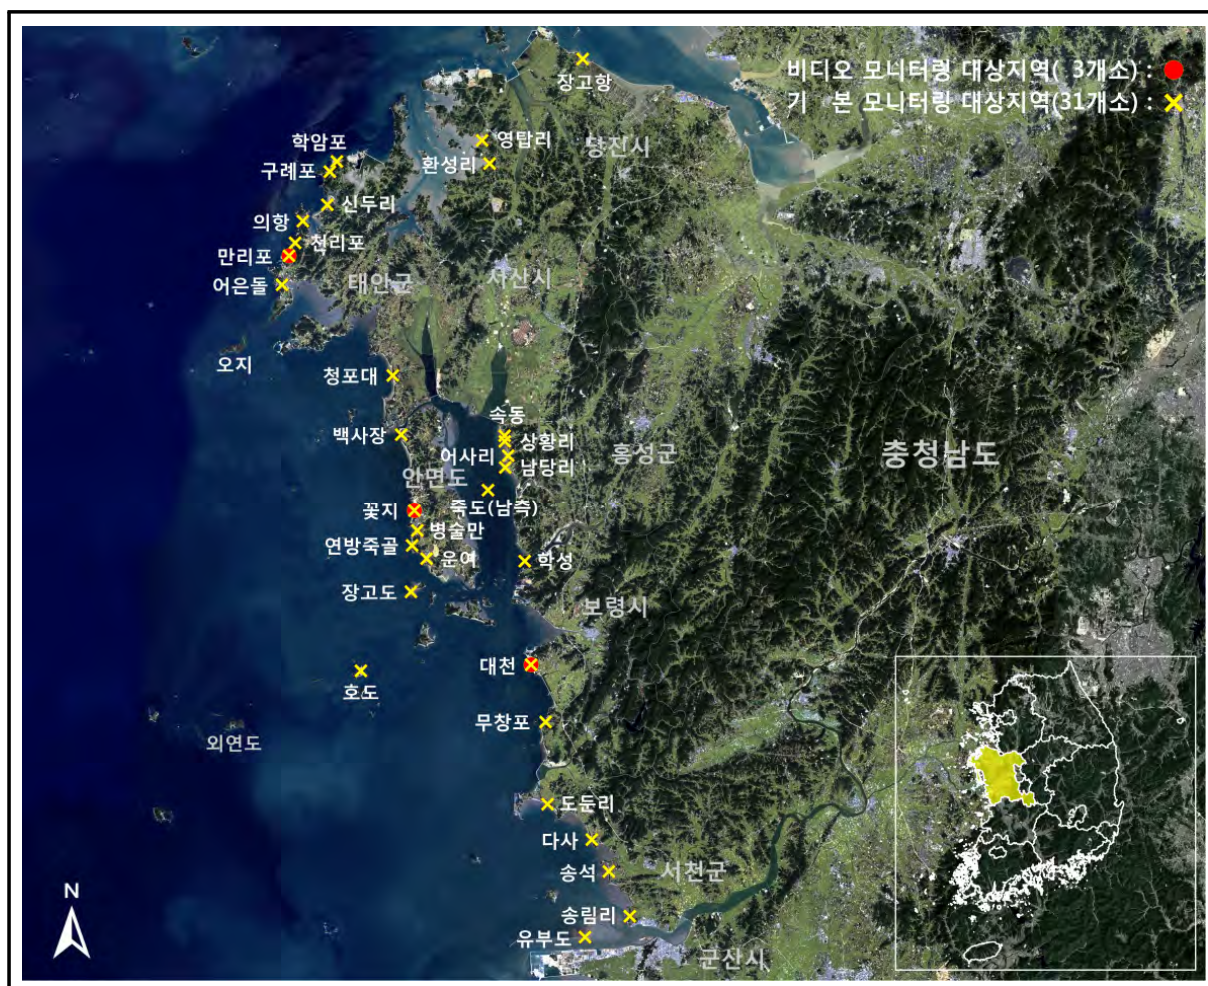 비디오 모니터링 대상지역( 3개소) :
기 본 모니터링 대상지역(31개소) :
장고항
영탑리
당진시
학암포
환성리
구례포
신두리
의항
천리포
만리포
서산시
태안군
어은돌
오지
청포대
속동
백사장
상황리
홍성군
충청남도
어사리
남당리
안면도
죽도(남측)
꽃지
병술만
연방죽골
운여
학성
장고도
보령시
대천
호도
무창포
외연도
도둔리
다사
송석
서천군
송림리
유부도
군산시
N